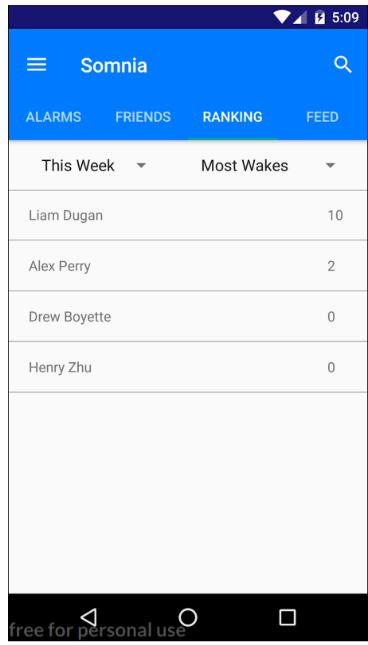 5:09
Somnia
ALARMS FRIENDS RANKING FEED
This Week Most Wakes
Liam Dugan 10
Alex Perry 2
Drew Boyette 0
Henry Zhu 0
free for personal use